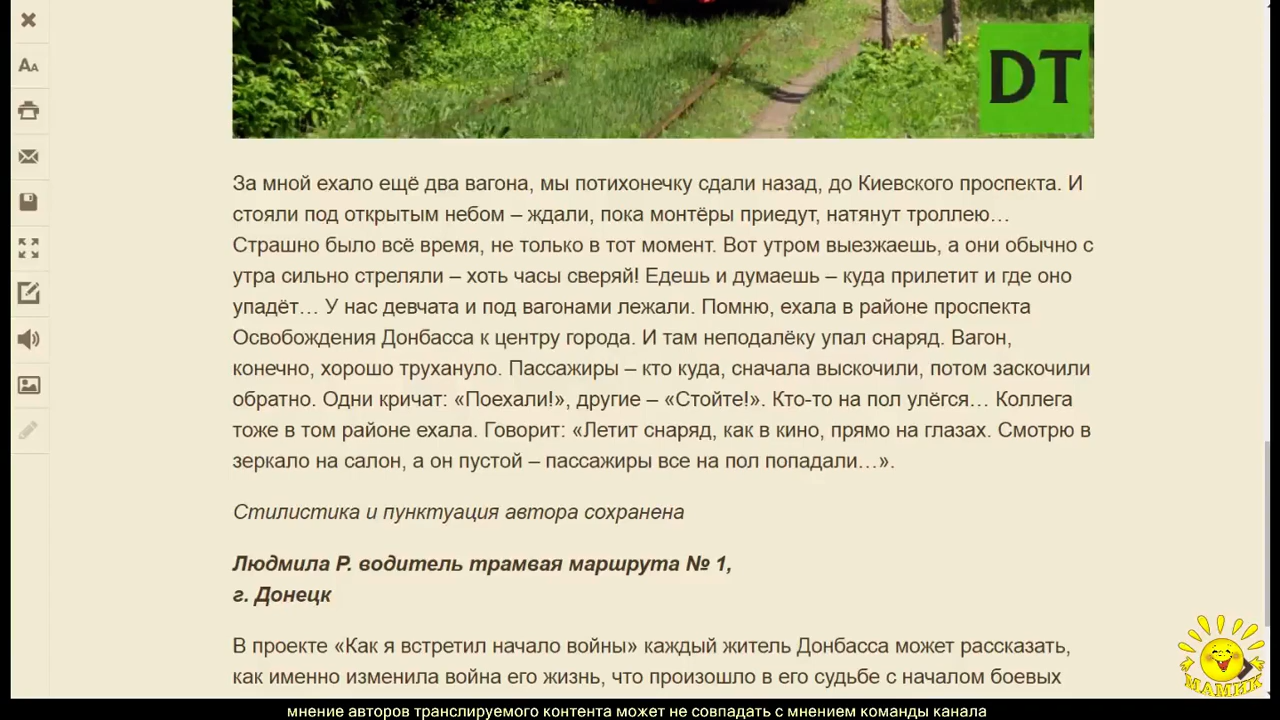 DT
За мной ехало ещё два вагона, мы потихонечку сдали назад, до Киевского проспекта. И
стояли под открытым небом – ждали, пока монтёры приедут, натянут троллею…
Страшно было всё время, не только в тот момент. Вот утром выезжаешь, а они обычно с
утра сильно стреляли – хоть часы сверяй! Едешь и думаешь – куда прилетит и где оно
упадёт… У нас девчата и под вагонами лежали. Помню, ехала в районе проспекта
Освобождения Донбасса к центру города. И там неподалёку упал снаряд. Вагон,
конечно, хорошо трухануло. Пассажиры – кто куда, сначала выскочили, потом заскочили
обратно. Одни кричат: «Поехали!», другие – «Стойте!». Кто-то на пол улёгся… Коллега
тоже в том районе ехала. Говорит: «Летит снаряд, как в кино, прямо на глазах. Смотрю в
зеркало на салон, а он пустой – пассажиры все на пол попадали…».
Стилистика и пунктуация автора сохранена
Людмила Р. водитель трамвая маршрута № 1,
г. Донецк
В проекте «Как я встретил начало войны» каждый житель Донбасса может рассказать,
как именно изменила война его жизнь, что произошло в его судьбе с началом боевых
МАМИК
мнение авторов транслируемого контента может не совпадать с мнением команды канала